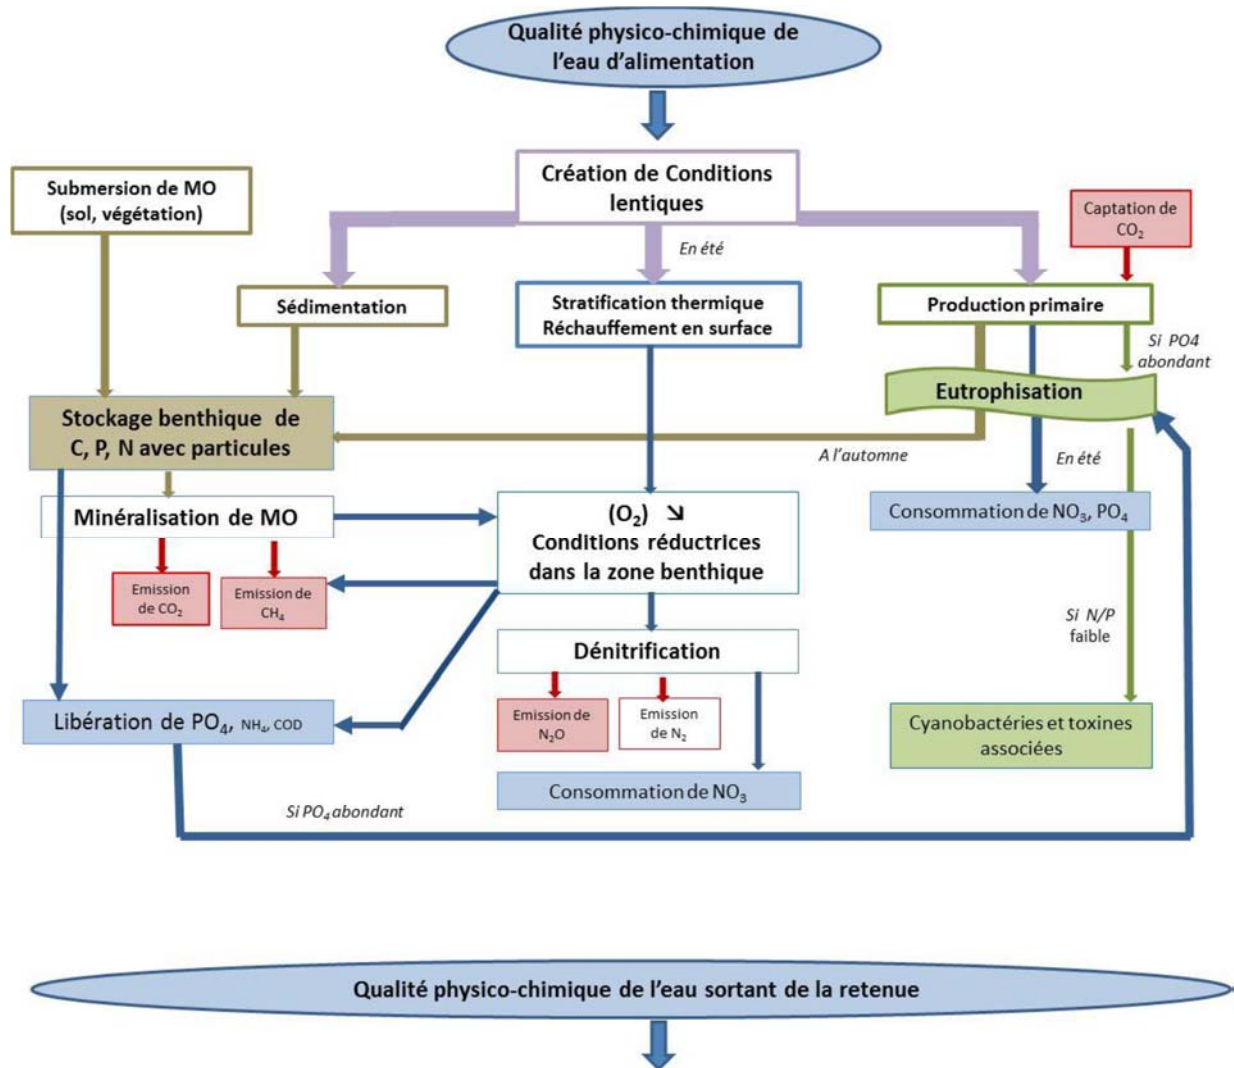 Qualité physico-chimique de
l’eau d’alimentation
Création de Conditions
lentiques
Submersion de MO
(sol, végétation)
Captation de
CO₂
En été
Sédimentation
Stratification thermique
Réchauffement en surface
Production primaire
Si PO4
abondant
Eutrophisation
Stockage benthique de
C, P, N avec particules
A l’automne
En été
Minéralisation de MO
(O₂) ↘
Conditions réductrices
dans la zone benthique
Consommation de NO₃, PO₄
Emission
de CO₂
Emission de
CH₄
Si N/P
faible
Dénitrification
Libération de PO₄, NH₄, COD
Emission de
N₂O
Emission
de N₂
Cyanobactéries et toxines
associées
Consommation de NO₃
Si PO₄ abondant
Qualité physico-chimique de l’eau sortant de la retenue